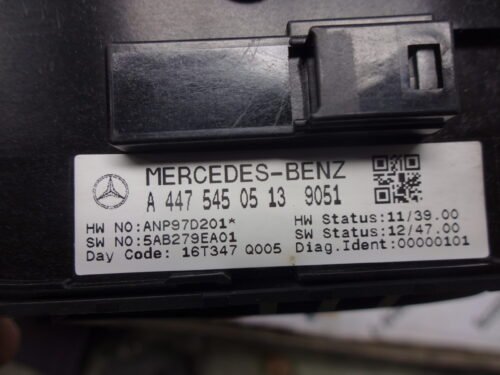 MERCEDES-BENZ
A 447 545 05 13 9051
HW NO:ANP97D201*
SW NO:5AB279EA01
Day Code: 16T347 Q005
HW Status:11/39.00
SW Status:12/47.00
Diag.Ident:00000101